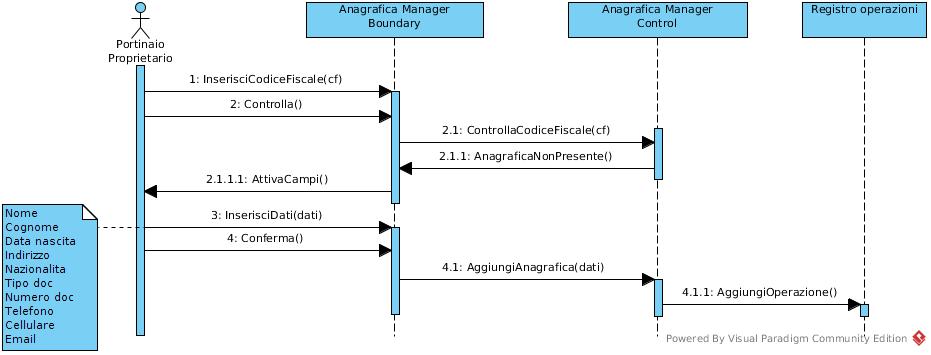 Anagrafica Manager
Boundary
Anagrafica Manager
Control
Registro operazioni
Portinaio
Proprietario
1: InserisciCodiceFiscale(cf)
2: Controlla()
2.1: ControllaCodiceFiscale(cf)
2.1.1: AnagraficaNonPresente()
2.1.1.1: AttivaCampi()
3: InserisciDati(dati)
4: Conferma()
4.1: AggiungiAnagrafica(dati)
4.1.1: AggiungiOperazione()
Nome
Cognome
Data nascita
Indirizzo
Nazionalita
Tipo doc
Numero doc
Telefono
Cellulare
Email
Powered By Visual Paradigm Community Edition